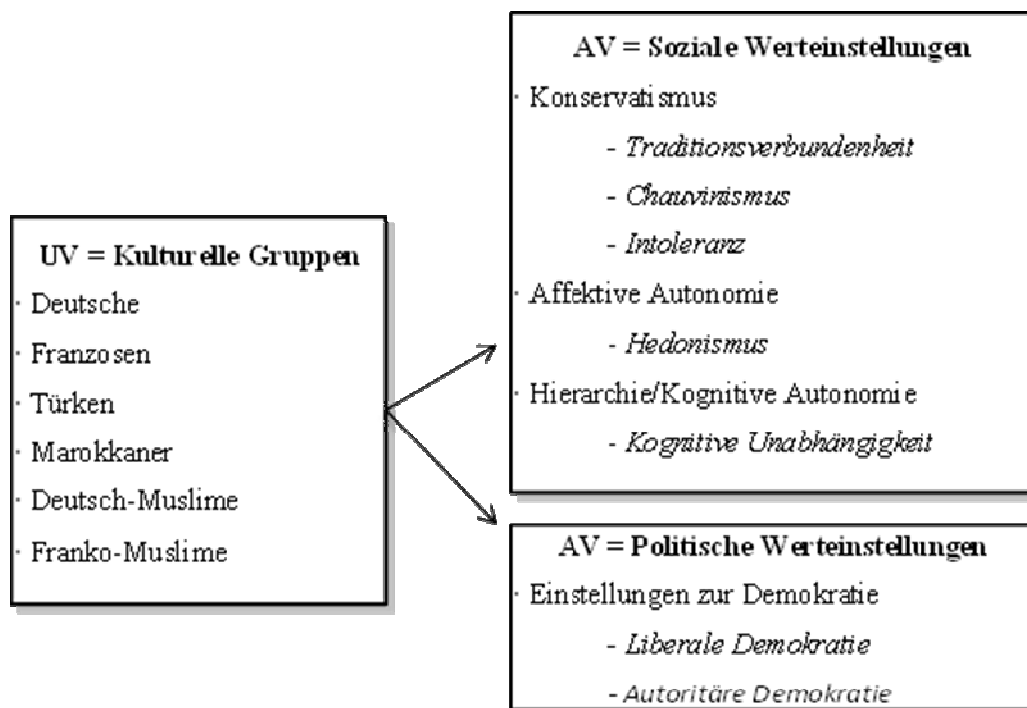 UV = Kulturelle Gruppen
· Deutsche
· Franzosen
· Türken
· Marokkaner
· Deutsch-Muslime
· Franko-Muslime
AV = Soziale Werteinstellungen
· Konservatismus
- Traditionsverbundenheit
- Chauvinismus
- Intoleranz
· Affektive Autonomie
- Hedonismus
· Hierarchie/Kognitive Autonomie
- Kognitive Unabhängigkeit
AV = Politische Werteinstellungen
· Einstellungen zur Demokratie
- Liberale Demokratie
- Autoritäre Demokratie